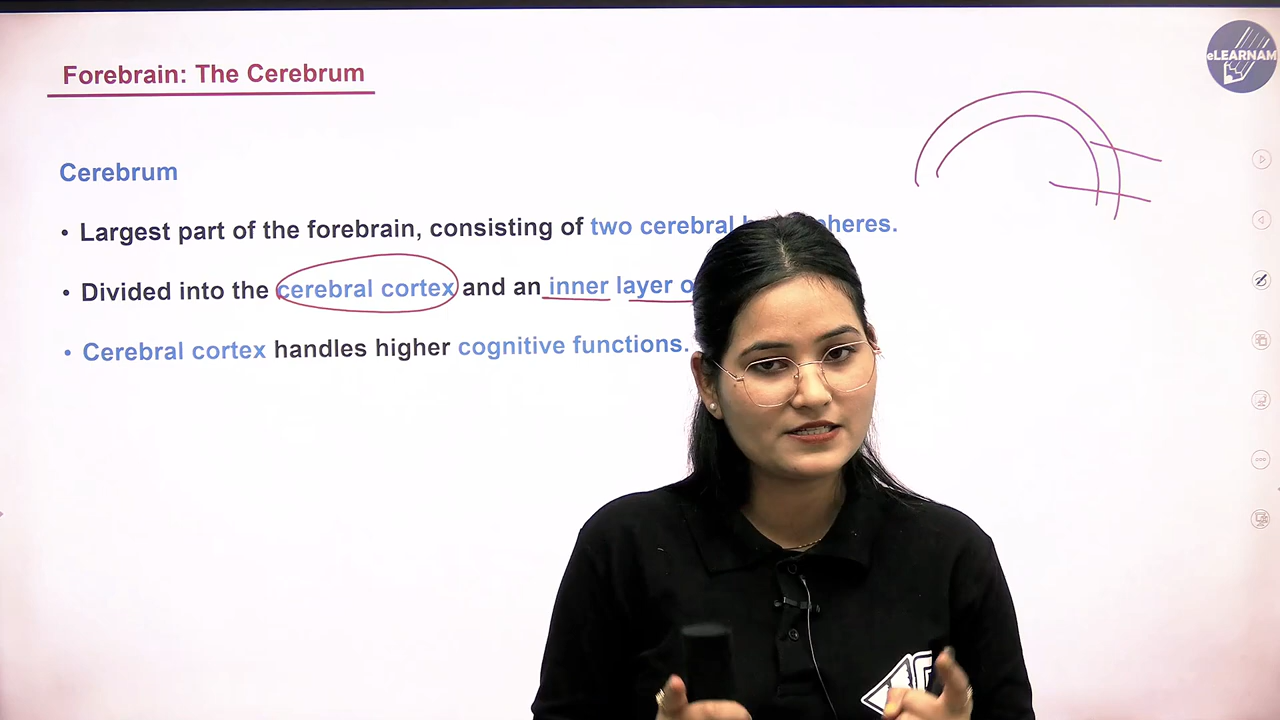 Forebrain: The Cerebrum
eLEARNAM
Cerebrum
• Largest part of the forebrain, consisting of two cerebral
• Divided into the cerebral cortex and an inner layer
• Cerebral cortex handles higher cognitive functions.